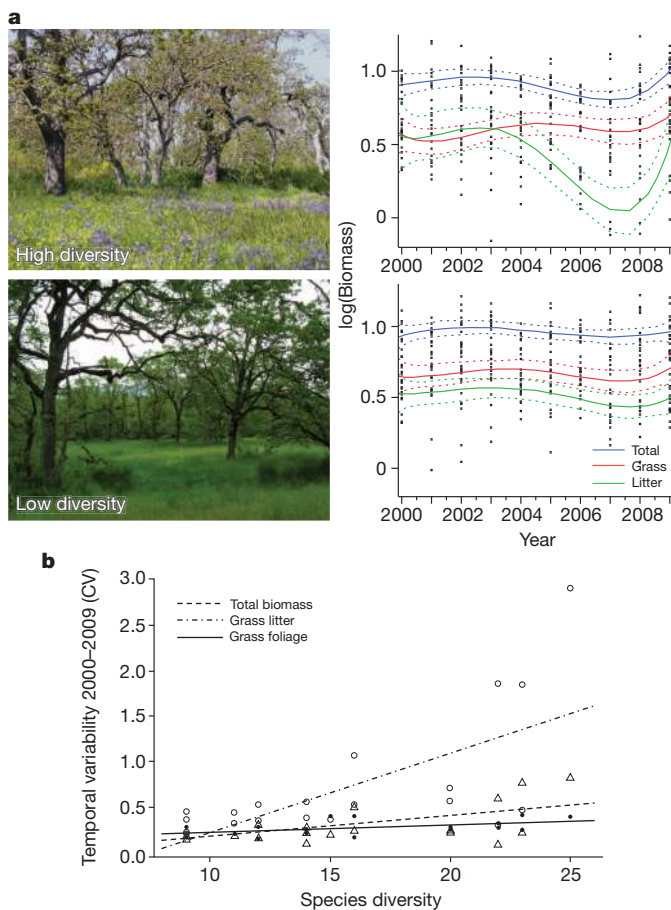 a
High diversity
Low diversity
log(Biomass)
1.0
0.5
0
2000 2002 2004 2006 2008
1.0
0.5
0
Total
Grass
Litter
2000 2002 2004 2006 2008
Year
b
Temporal variability 2000–2009 (CV)
3.0
2.5
2.0
1.5
1.0
0.5
0.0
Total biomass
Grass litter
Grass foliage
10 15 20 25
Species diversity